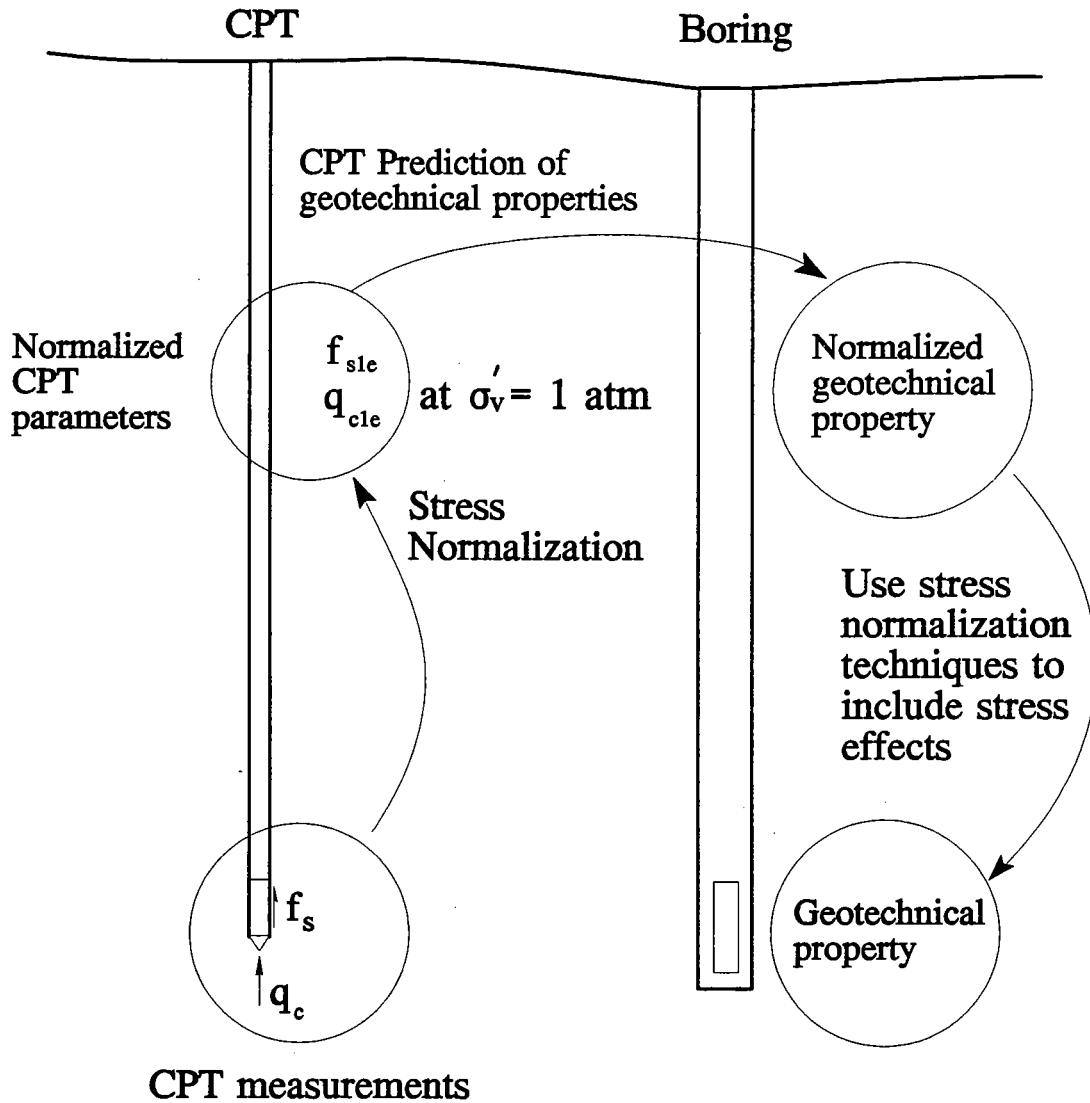 CPT
Boring
CPT Prediction of
geotechnical properties
Normalized
CPT
parameters
f_s1e
q_c1e
at σ′_v = 1 atm
Normalized
geotechnical
property
Stress
Normalization
Use stress
normalization
techniques to
include stress
effects
f_s
q_c
Geotechnical
property
CPT measurements